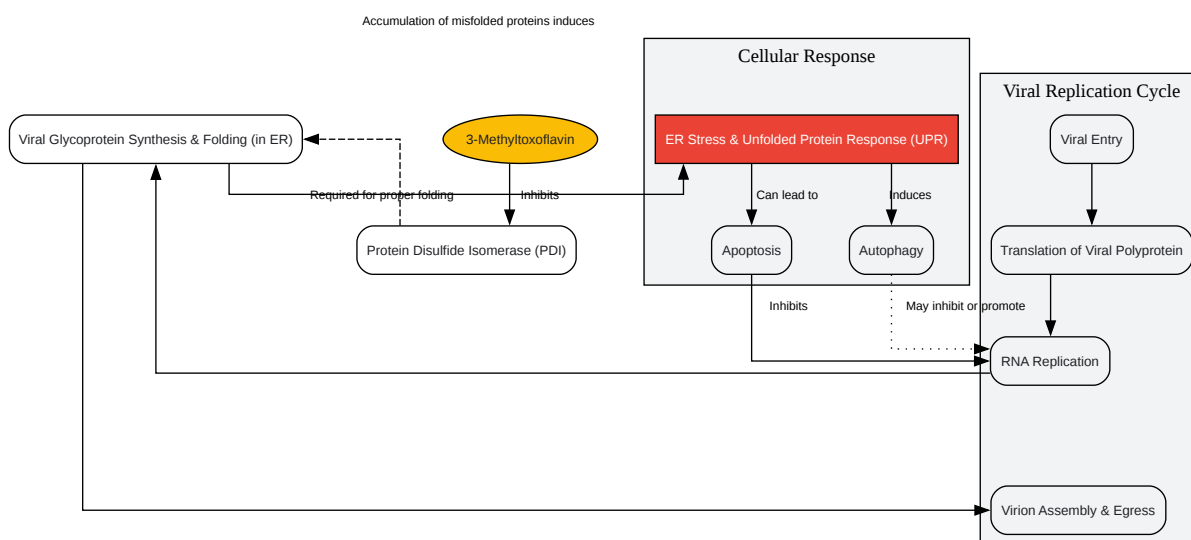 Accumulation of misfolded proteins induces
Cellular Response
Viral Replication Cycle
Viral Glycoprotein Synthesis & Folding (in ER)
3-Methyltoxoflavin
ER Stress & Unfolded Protein Response (UPR)
Viral Entry
Required for proper folding
Inhibits
Can lead to
Induces
Protein Disulfide Isomerase (PDI)
Apoptosis
Autophagy
Translation of Viral Polyprotein
Inhibits
May inhibit or promote
RNA Replication
Virion Assembly & Egress